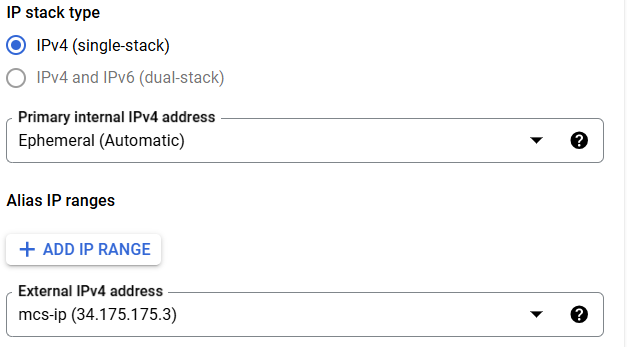 IP stack type
IPv4 (single-stack)
IPv4 and IPv6 (dual-stack)
Primary internal IPv4 address
Ephemeral (Automatic)
Alias IP ranges
+ ADD IP RANGE
External IPv4 address
mcs-ip (34.175.175.3)